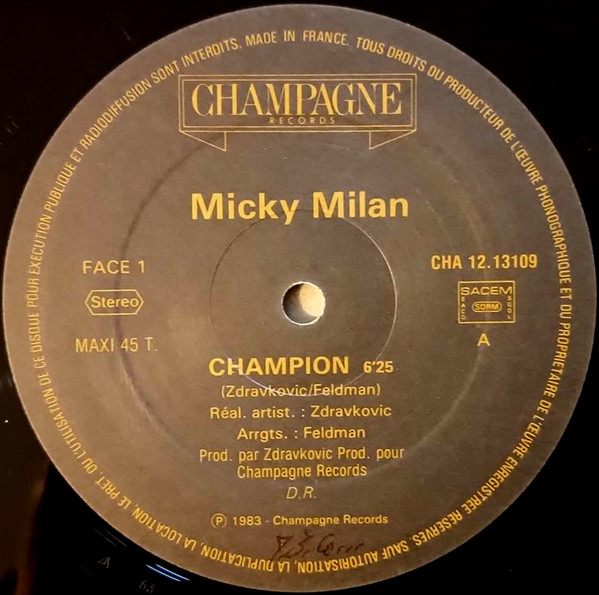 MADE IN FRANCE. TOUS DROITS DU PRODUCTEUR DE L'ŒUVRE PHONOGRAPHIQUE ET DU PROPRIETAIRE DE L'ŒUVRE ENREGISTREE RESERVES. SAUF AUTORISATION, LA DUPLICATION, LA LOCATION, LE PRET, OU L'UTILISATION DE CE DISQUE POUR EXECUTION PUBLIQUE ET RADIODIFFUSION SONT INTERDITS.
CHAMPAGNE
RECORDS
Micky Milan
FACE 1
CHA 12.13109
Stereo
SACEM
SACD
SDRM
SGDL
MAXI 45 T.
A
CHAMPION 6'25
(Zdravkovic/Feldman)
Réal. artist. : Zdravkovic
Arrgts. : Feldman
Prod. par Zdravkovic Prod. pour
Champagne Records
D.R.
Ⓟ 1983 - Champagne Records